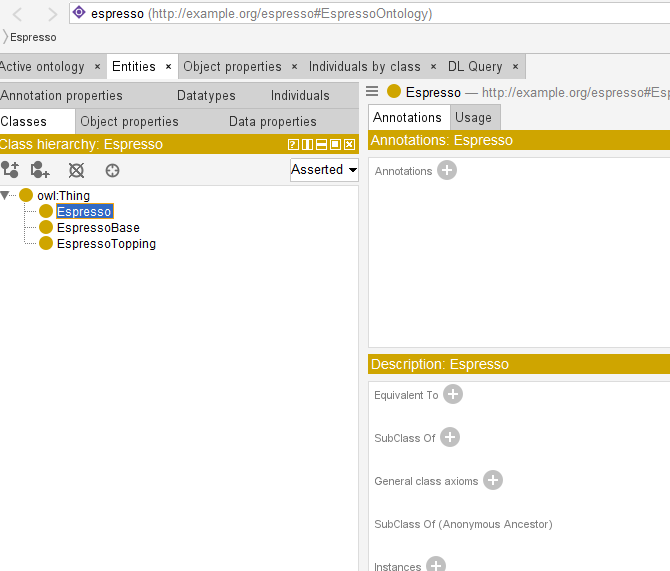 espresso (http://example.org/espresso#EspressoOntology)
Espresso
Active ontology × Entities × Object properties × Individuals by class × DL Query ×
Annotation properties Datatypes Individuals
Classes Object properties Data properties
Class hierarchy: Espresso
Asserted
owl:Thing
Espresso
EspressoBase
EspressoTopping
Espresso — http://example.org/espresso#Esp
Annotations Usage
Annotations: Espresso
Annotations
Description: Espresso
Equivalent To
SubClass Of
General class axioms
SubClass Of (Anonymous Ancestor)
Instances